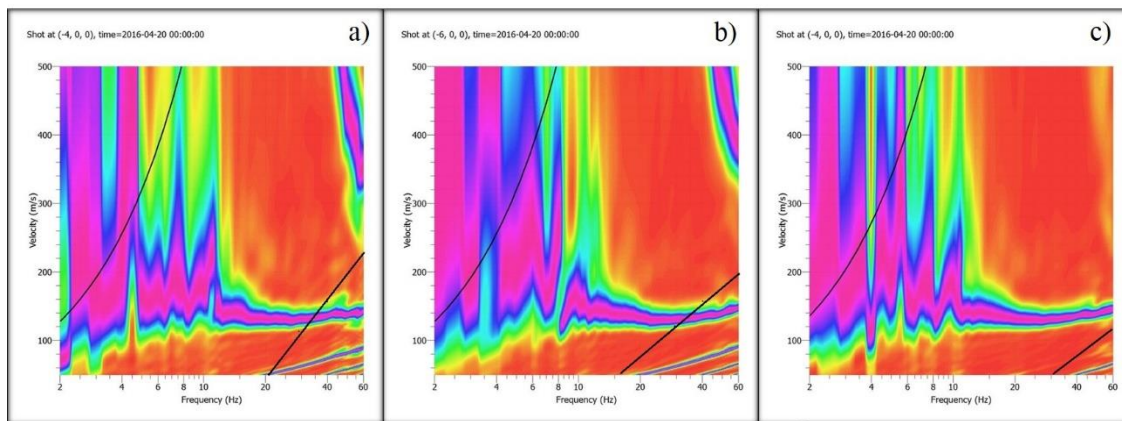 Shot at (-4, 0, 0), time=2016-04-20 00:00:00
a)
500
400
300
200
100
Velocity (m/s)
2 4 6 8 10 20 40 60
Frequency (Hz)
Shot at (-6, 0, 0), time=2016-04-20 00:00:00
b)
500
400
300
200
100
Velocity (m/s)
2 4 6 8 10 20 40 60
Frequency (Hz)
Shot at (-4, 0, 0), time=2016-04-20 00:00:00
c)
500
400
300
200
100
Velocity (m/s)
2 4 6 8 10 20 40 60
Frequency (Hz)